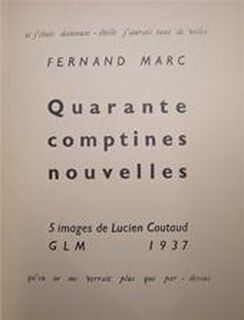 si j'étais danseuse - étoile j'aurais tant de voiles
FERNAND MARC
Quarante
comptines
nouvelles
5 images de Lucien Coutaud
GLM 1937
qu'on ne me verrait plus que par - dessus